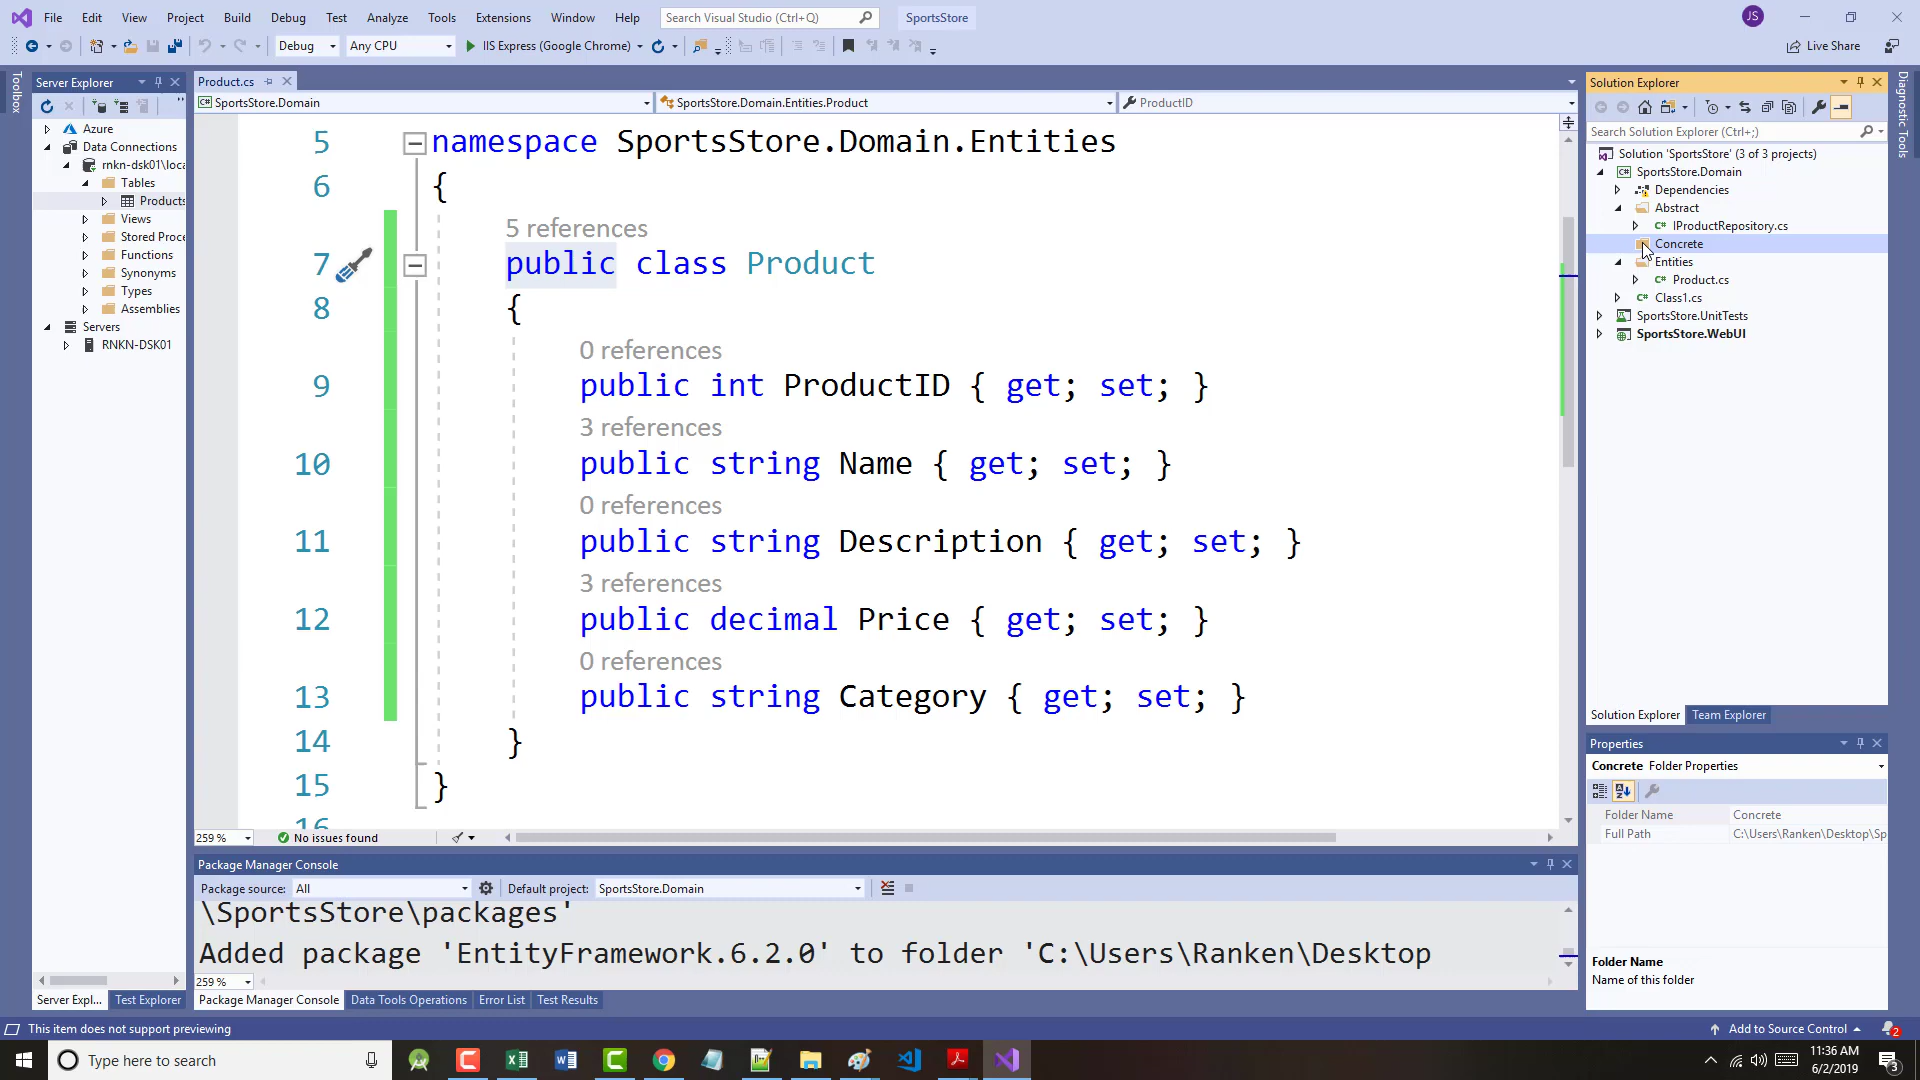 File Edit View Project Build Debug Test Analyze Tools Extensions Window Help Search Visual Studio (Ctrl+Q) SportsStore JS
Debug Any CPU IIS Express (Google Chrome) Live Share
Toolbox
Server Explorer
Azure
Data Connections
rnkn-dsk01\loca
Tables
Products
Views
Stored Proce
Functions
Synonyms
Types
Assemblies
Servers
RNKN-DSK01
Server Expl... Test Explorer
Product.cs
SportsStore.Domain SportsStore.Domain.Entities.Product ProductID
5 namespace SportsStore.Domain.Entities
6 {
5 references
7 public class Product
8 {
0 references
9 public int ProductID { get; set; }
3 references
10 public string Name { get; set; }
0 references
11 public string Description { get; set; }
3 references
12 public decimal Price { get; set; }
0 references
13 public string Category { get; set; }
14 }
15 }
16
259 % No issues found
Package Manager Console
Package source: All Default project: SportsStore.Domain
\SportsStore\packages'
Added package 'EntityFramework.6.2.0' to folder 'C:\Users\Ranken\Desktop
259 %
Package Manager Console Data Tools Operations Error List Test Results
Solution Explorer
Search Solution Explorer (Ctrl+;)
Solution 'SportsStore' (3 of 3 projects)
SportsStore.Domain
Dependencies
Abstract
IProductRepository.cs
Concrete
Entities
Product.cs
Class1.cs
SportsStore.UnitTests
SportsStore.WebUI
Solution Explorer Team Explorer
Properties
Concrete Folder Properties
Folder Name Concrete
Full Path C:\Users\Ranken\Desktop\Sp
Folder Name
Name of this folder
Diagnostic Tools
This item does not support previewing Add to Source Control 2
Type here to search
11:36 AM
6/2/2019
3